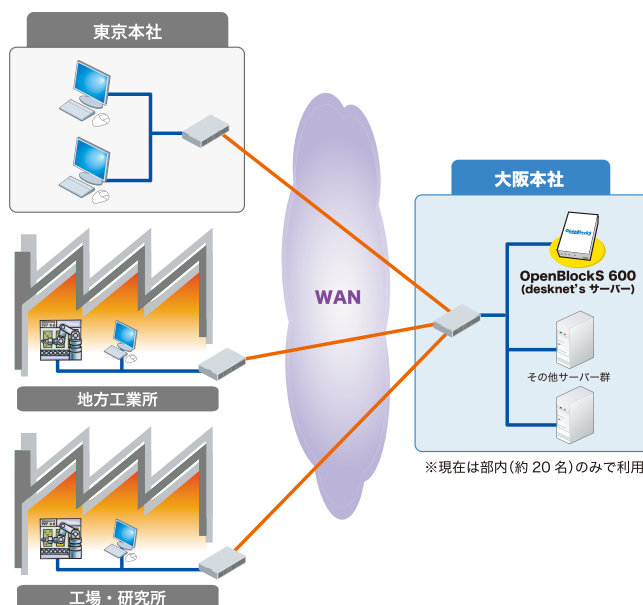 東京本社
大阪本社
OpenBlockS
OpenBlockS 600
(desknet's サーバー)
WAN
その他サーバー群
地方工業所
※現在は部内(約 20 名)のみで利用
工場・研究所